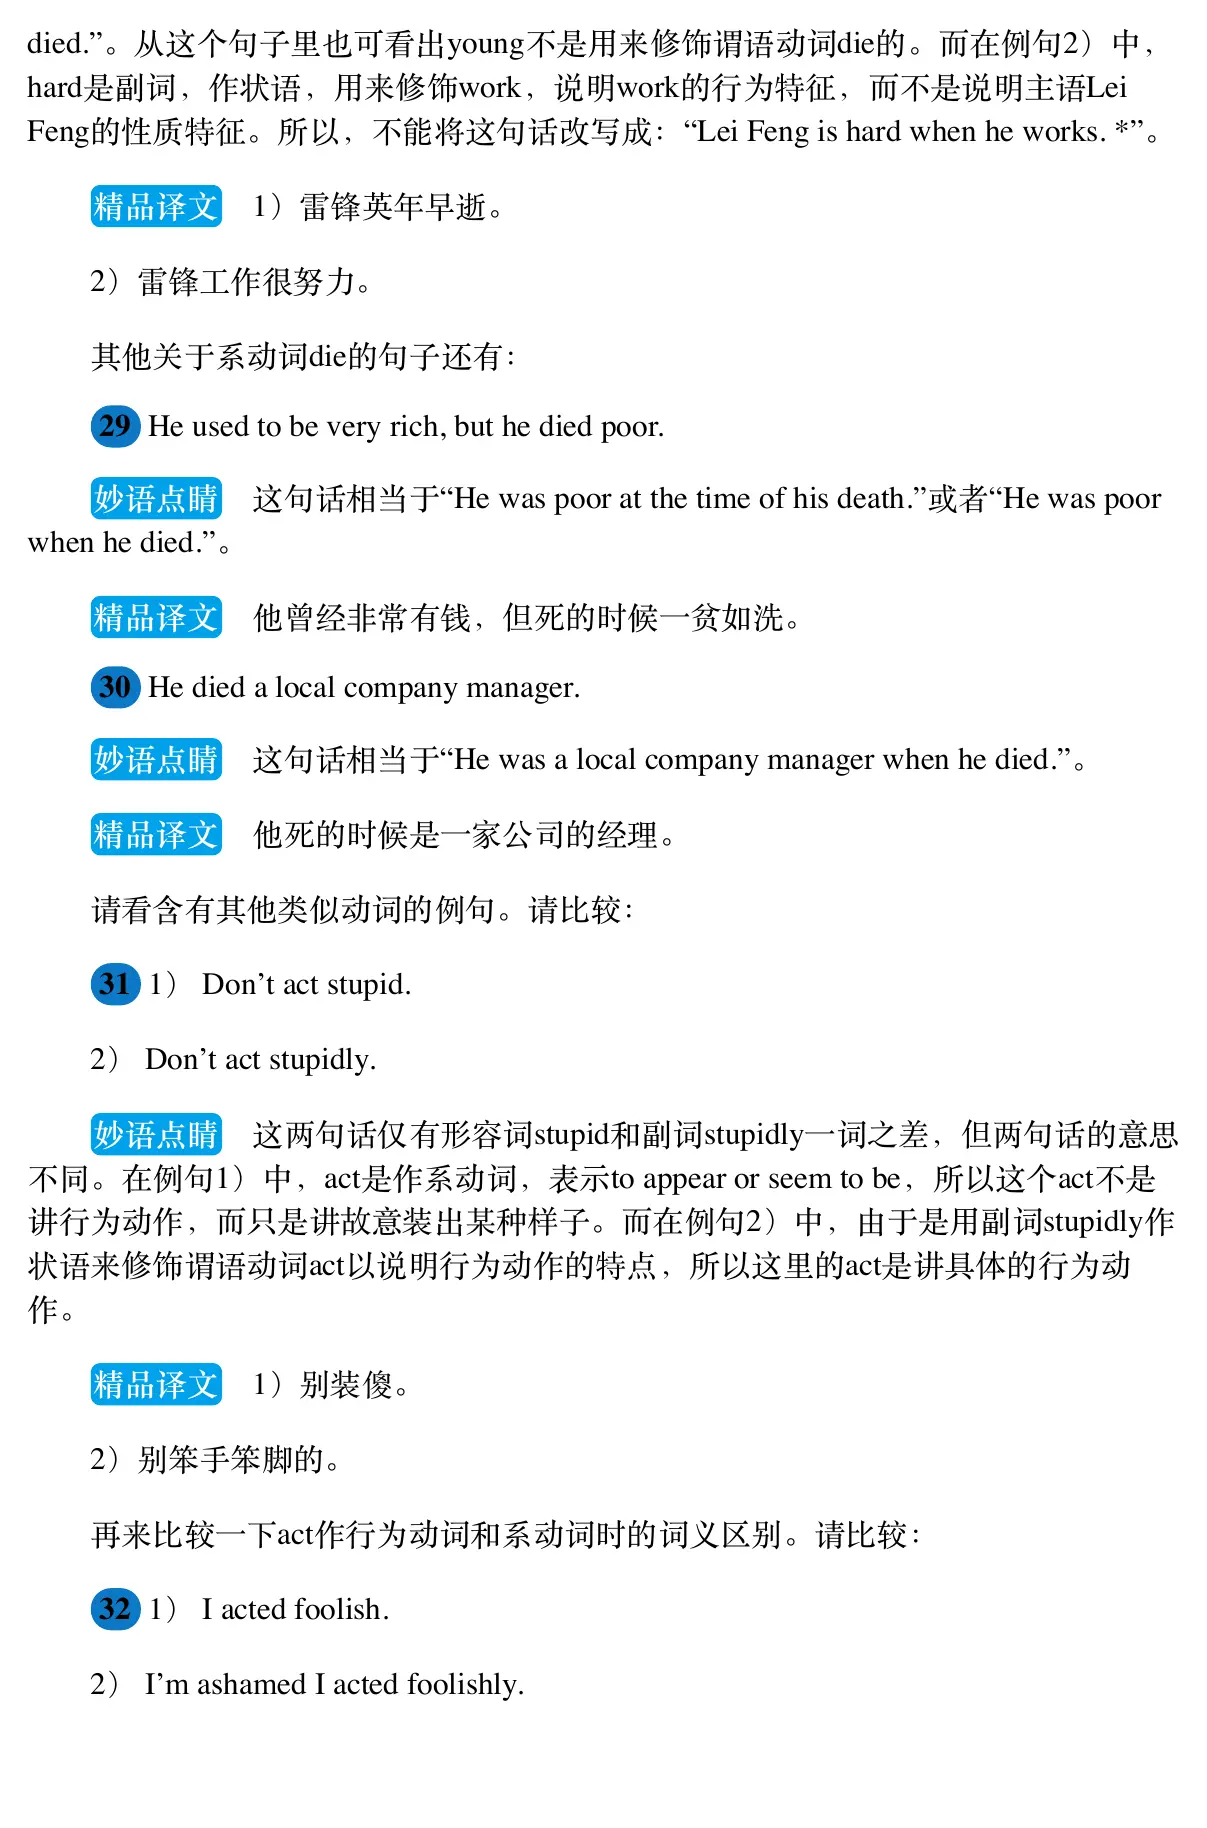 died.”。从这个句子里也可看出young不是用来修饰谓语动词die的。而在例句2）中，
hard是副词，作状语，用来修饰work，说明work的行为特征，而不是说明主语Lei
Feng的性质特征。所以，不能将这句话改写成：“Lei Feng is hard when he works. *”。
精品译文 1）雷锋英年早逝。
2）雷锋工作很努力。
其他关于系动词die的句子还有：
29 He used to be very rich, but he died poor.
妙语点睛 这句话相当于“He was poor at the time of his death.”或者“He was poor
when he died.”。
精品译文 他曾经非常有钱，但死的时候一贫如洗。
30 He died a local company manager.
妙语点睛 这句话相当于“He was a local company manager when he died.”。
精品译文 他死的时候是一家公司的经理。
请看含有其他类似动词的例句。请比较：
31 1） Don’t act stupid.
2） Don’t act stupidly.
妙语点睛 这两句话仅有形容词stupid和副词stupidly一词之差，但两句话的意思
不同。在例句1）中，act是作系动词，表示to appear or seem to be，所以这个act不是
讲行为动作，而只是讲故意装出某种样子。而在例句2）中，由于是用副词stupidly作
状语来修饰谓语动词act以说明行为动作的特点，所以这里的act是讲具体的行为动
作。
精品译文 1）别装傻。
2）别笨手笨脚的。
再来比较一下act作行为动词和系动词时的词义区别。请比较：
32 1） I acted foolish.
2） I’m ashamed I acted foolishly.